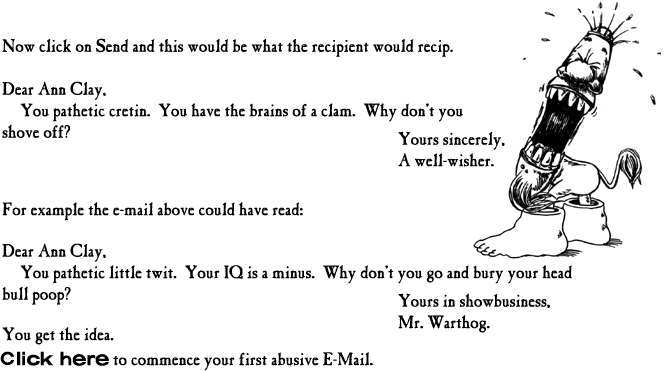 Now click on Send and this would be what the recipient would recip.
Dear Ann Clay,
You pathetic cretin. You have the brains of a clam. Why don't you
shove off?
Yours sincerely,
A well-wisher.
For example the e-mail above could have read:
Dear Ann Clay,
You pathetic little twit. Your IQ is a minus. Why don't you go and bury your head
bull poop?
Yours in showbusiness,
Mr. Warthog.
You get the idea.
Click here to commence your first abusive E-Mail.